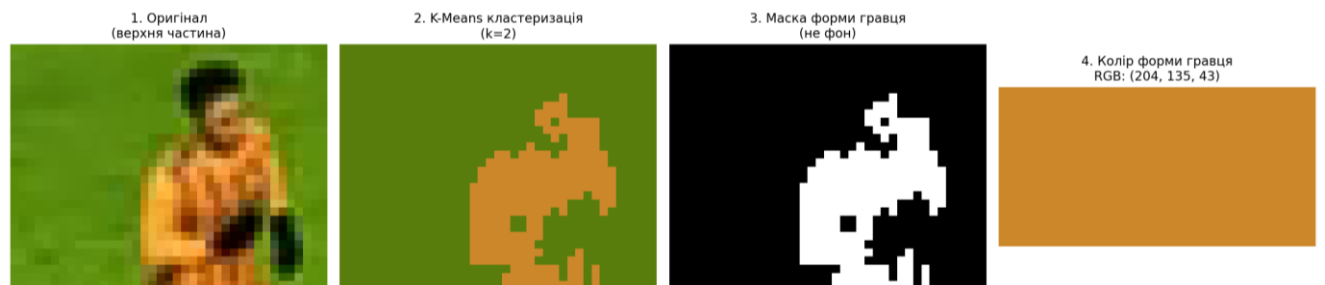 1. Оригінал
(верхня частина)
2. K-Means кластеризація
(k=2)
3. Маска форми гравця
(не фон)
4. Колір форми гравця
RGB: (204, 135, 43)